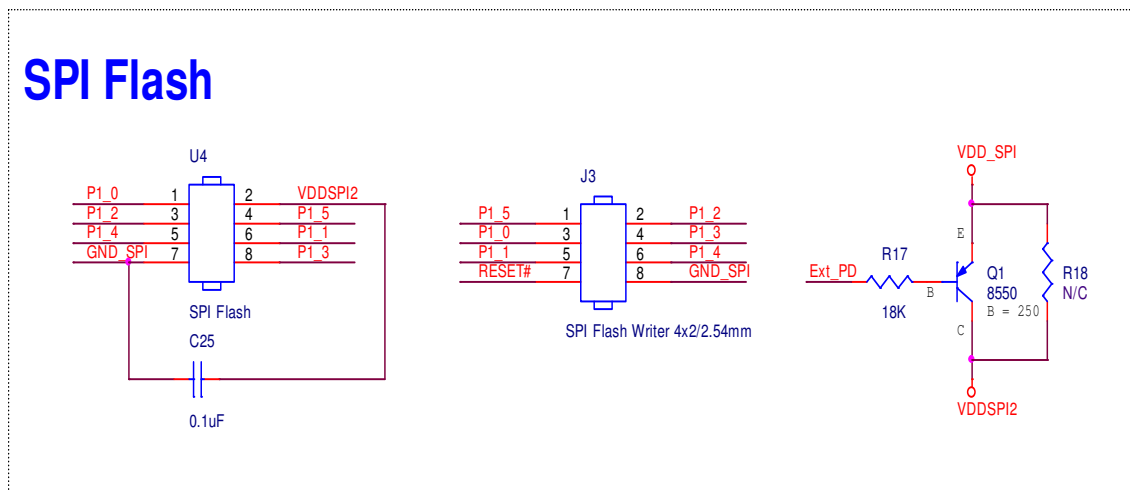 SPI Flash
U4
P1_0 1 2 VDDSPI2
P1_2 3 4 P1_5
P1_4 5 6 P1_1
GND_SPI 7 8 P1_3
SPI Flash
C25
0.1uF
J3
P1_5 1 2 P1_2
P1_0 3 4 P1_3
P1_1 5 6 P1_4
RESET# 7 8 GND_SPI
SPI Flash Writer 4x2/2.54mm
VDD_SPI
E
R17
Ext_PD
B
18K
Q1
8550
B = 250
C
R18
N/C
VDDSPI2